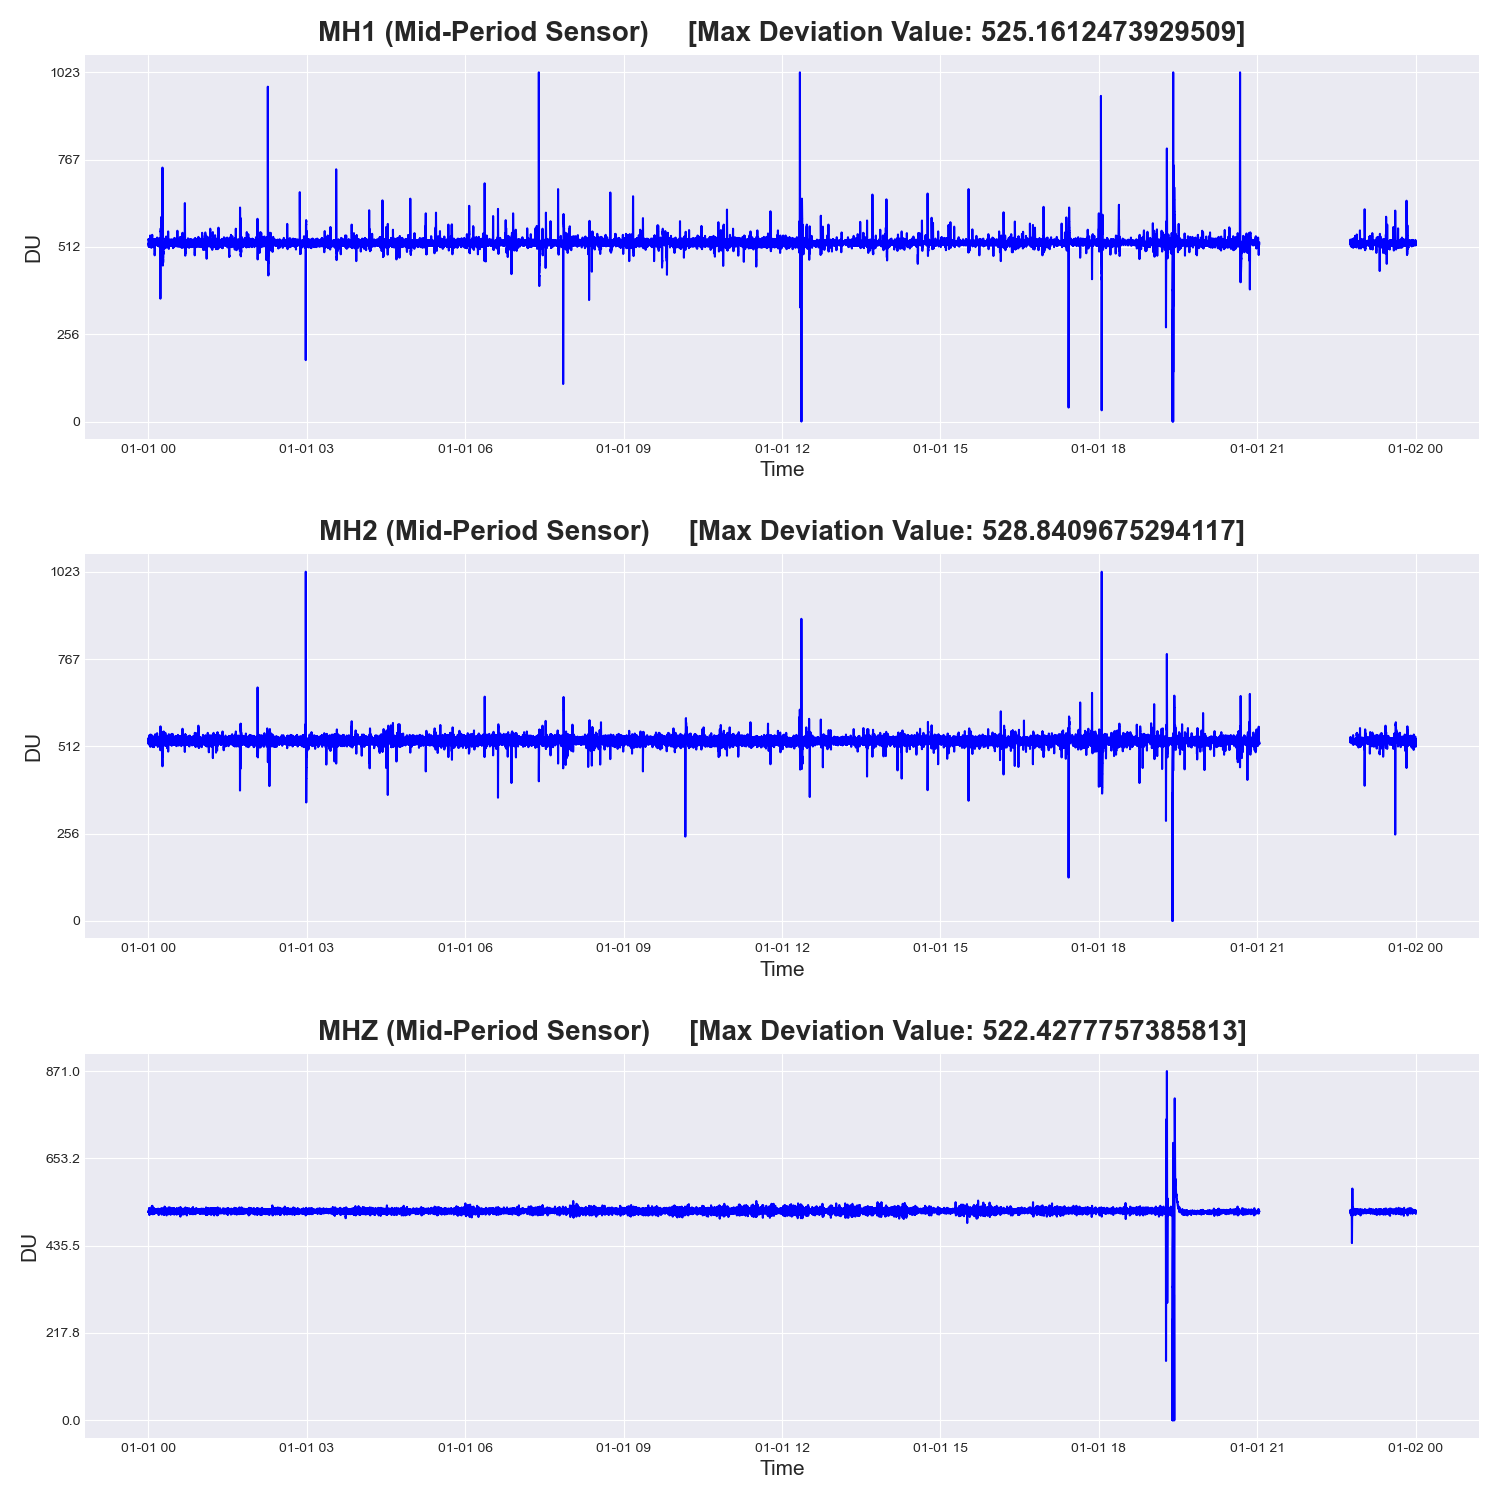 MH1 (Mid-Period Sensor) [Max Deviation Value: 525.1612473929509]
1023
767
512
256
0
DU
01-01 00 01-01 03 01-01 06 01-01 09 01-01 12 01-01 15 01-01 18 01-01 21 01-02 00
Time
MH2 (Mid-Period Sensor) [Max Deviation Value: 528.8409675294117]
1023
767
512
256
0
DU
01-01 00 01-01 03 01-01 06 01-01 09 01-01 12 01-01 15 01-01 18 01-01 21 01-02 00
Time
MHZ (Mid-Period Sensor) [Max Deviation Value: 522.4277757385813]
871.0
653.2
435.5
217.8
0.0
DU
01-01 00 01-01 03 01-01 06 01-01 09 01-01 12 01-01 15 01-01 18 01-01 21 01-02 00
Time